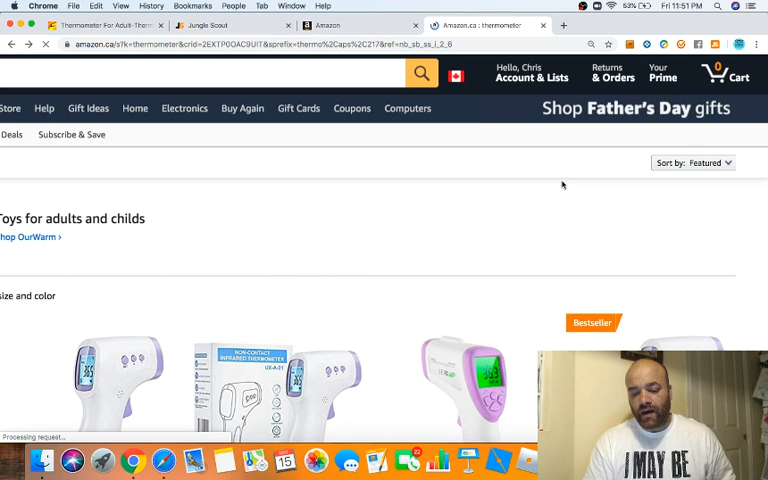 Chrome File Edit View History Bookmarks People Tab Window Help 53% Fri 11:51 PM
Thermometer For Adult-Therm Jungle Scout Amazon Amazon.ca : thermometer
amazon.ca/s?k=thermometer&crid=2EXTP0OAC9UIT&sprefix=thermo%2Caps%2C217&ref=nb_sb_ss_i_2_6
Hello, Chris Returns Your 0
Account & Lists & Orders Prime Cart
Store Help Gift Ideas Home Electronics Buy Again Gift Cards Coupons Computers Shop Father's Day gifts
Deals Subscribe & Save
Sort by: Featured
Toys for adults and childs
hop OurWarm ›
size and color
Bestseller
NON-CONTACT
INFRARED THERMOMETER
UX-A-01
Processing request...
MAY
15
I MAY BE